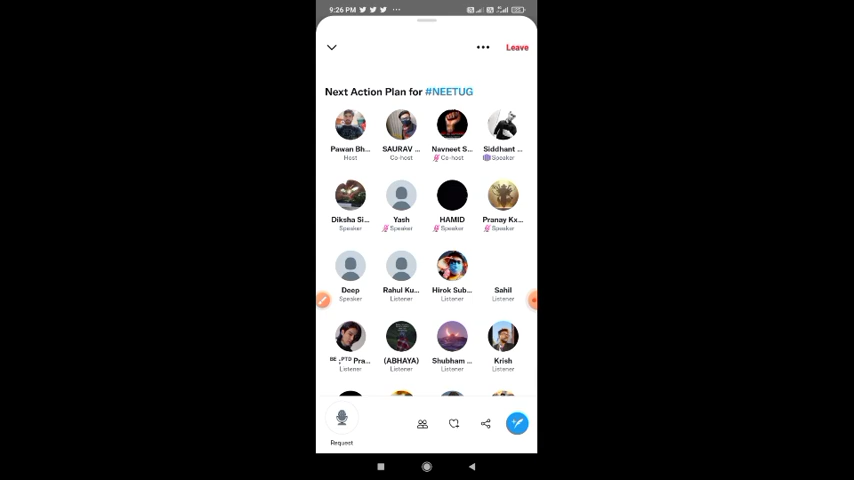 9:26 PM
Leave
Next Action Plan for #NEETUG
Pawan Bh... SAURAV ... Navneet S... Siddhant ...
Host Co-host Co-host Speaker
Diksha Si... Yash HAMID Pranay Kx...
Speaker Speaker Speaker Speaker
Deep Rahul Ku... Hirok Sub... Sahil
Speaker Listener Listener Listener
Pra... (ABHAYA) Shubham ... Krish
Listener Listener Listener Listener
Request